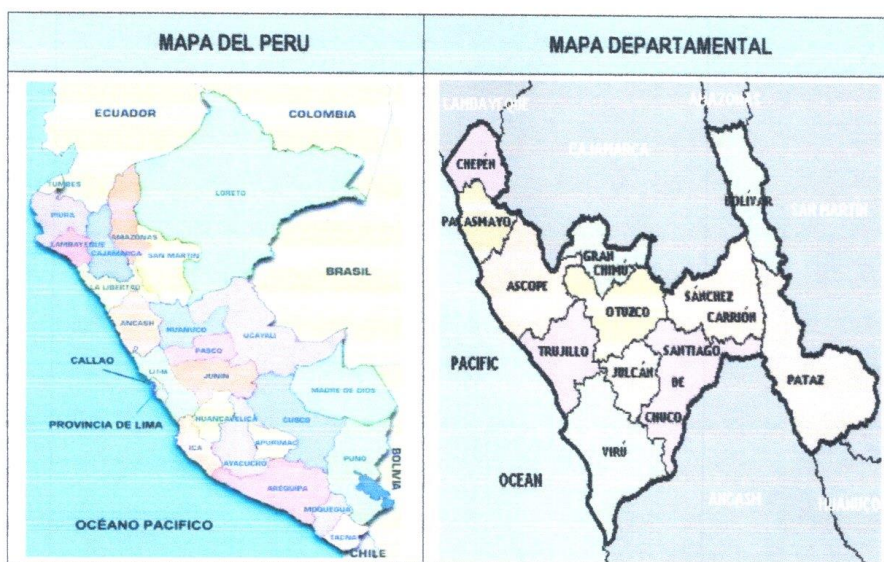 MAPA DEL PERU
MAPA DEPARTAMENTAL
ECUADOR
COLOMBIA
TUMBES
LORETO
PIURA
AMAZONAS
LAMBAYEQUE
CAJAMARCA
SAN MARTIN
BRASIL
LA LIBERTAD
ANCASH
HUANUCO
UCAYALI
PASCO
CALLAO
LIMA
JUNIN
MADRE DE DIOS
PROVINCIA DE LIMA
HUANCAVELICA
CUSCO
ICA
APURIMAC
AYACUCHO
PUNO
BOLIVIA
AREQUIPA
MOQUEGUA
OCÉANO PACIFICO
TACNA
CHILE
LAMBAYEQUE
AMAZONAS
CHEPÉN
CAJAMARCA
BOLÍVAR
SAN MARTIN
PACASMAYO
GRAN
CHIMÚ
ASCOPE
SÁNCHEZ
CARRIÓN
OTUZCO
PACIFIC
TRUJILLO
SANTIAGO
JULCÁN
DE
PATAZ
CHUCO
VIRÚ
OCEAN
ANCASH
HUANUCO